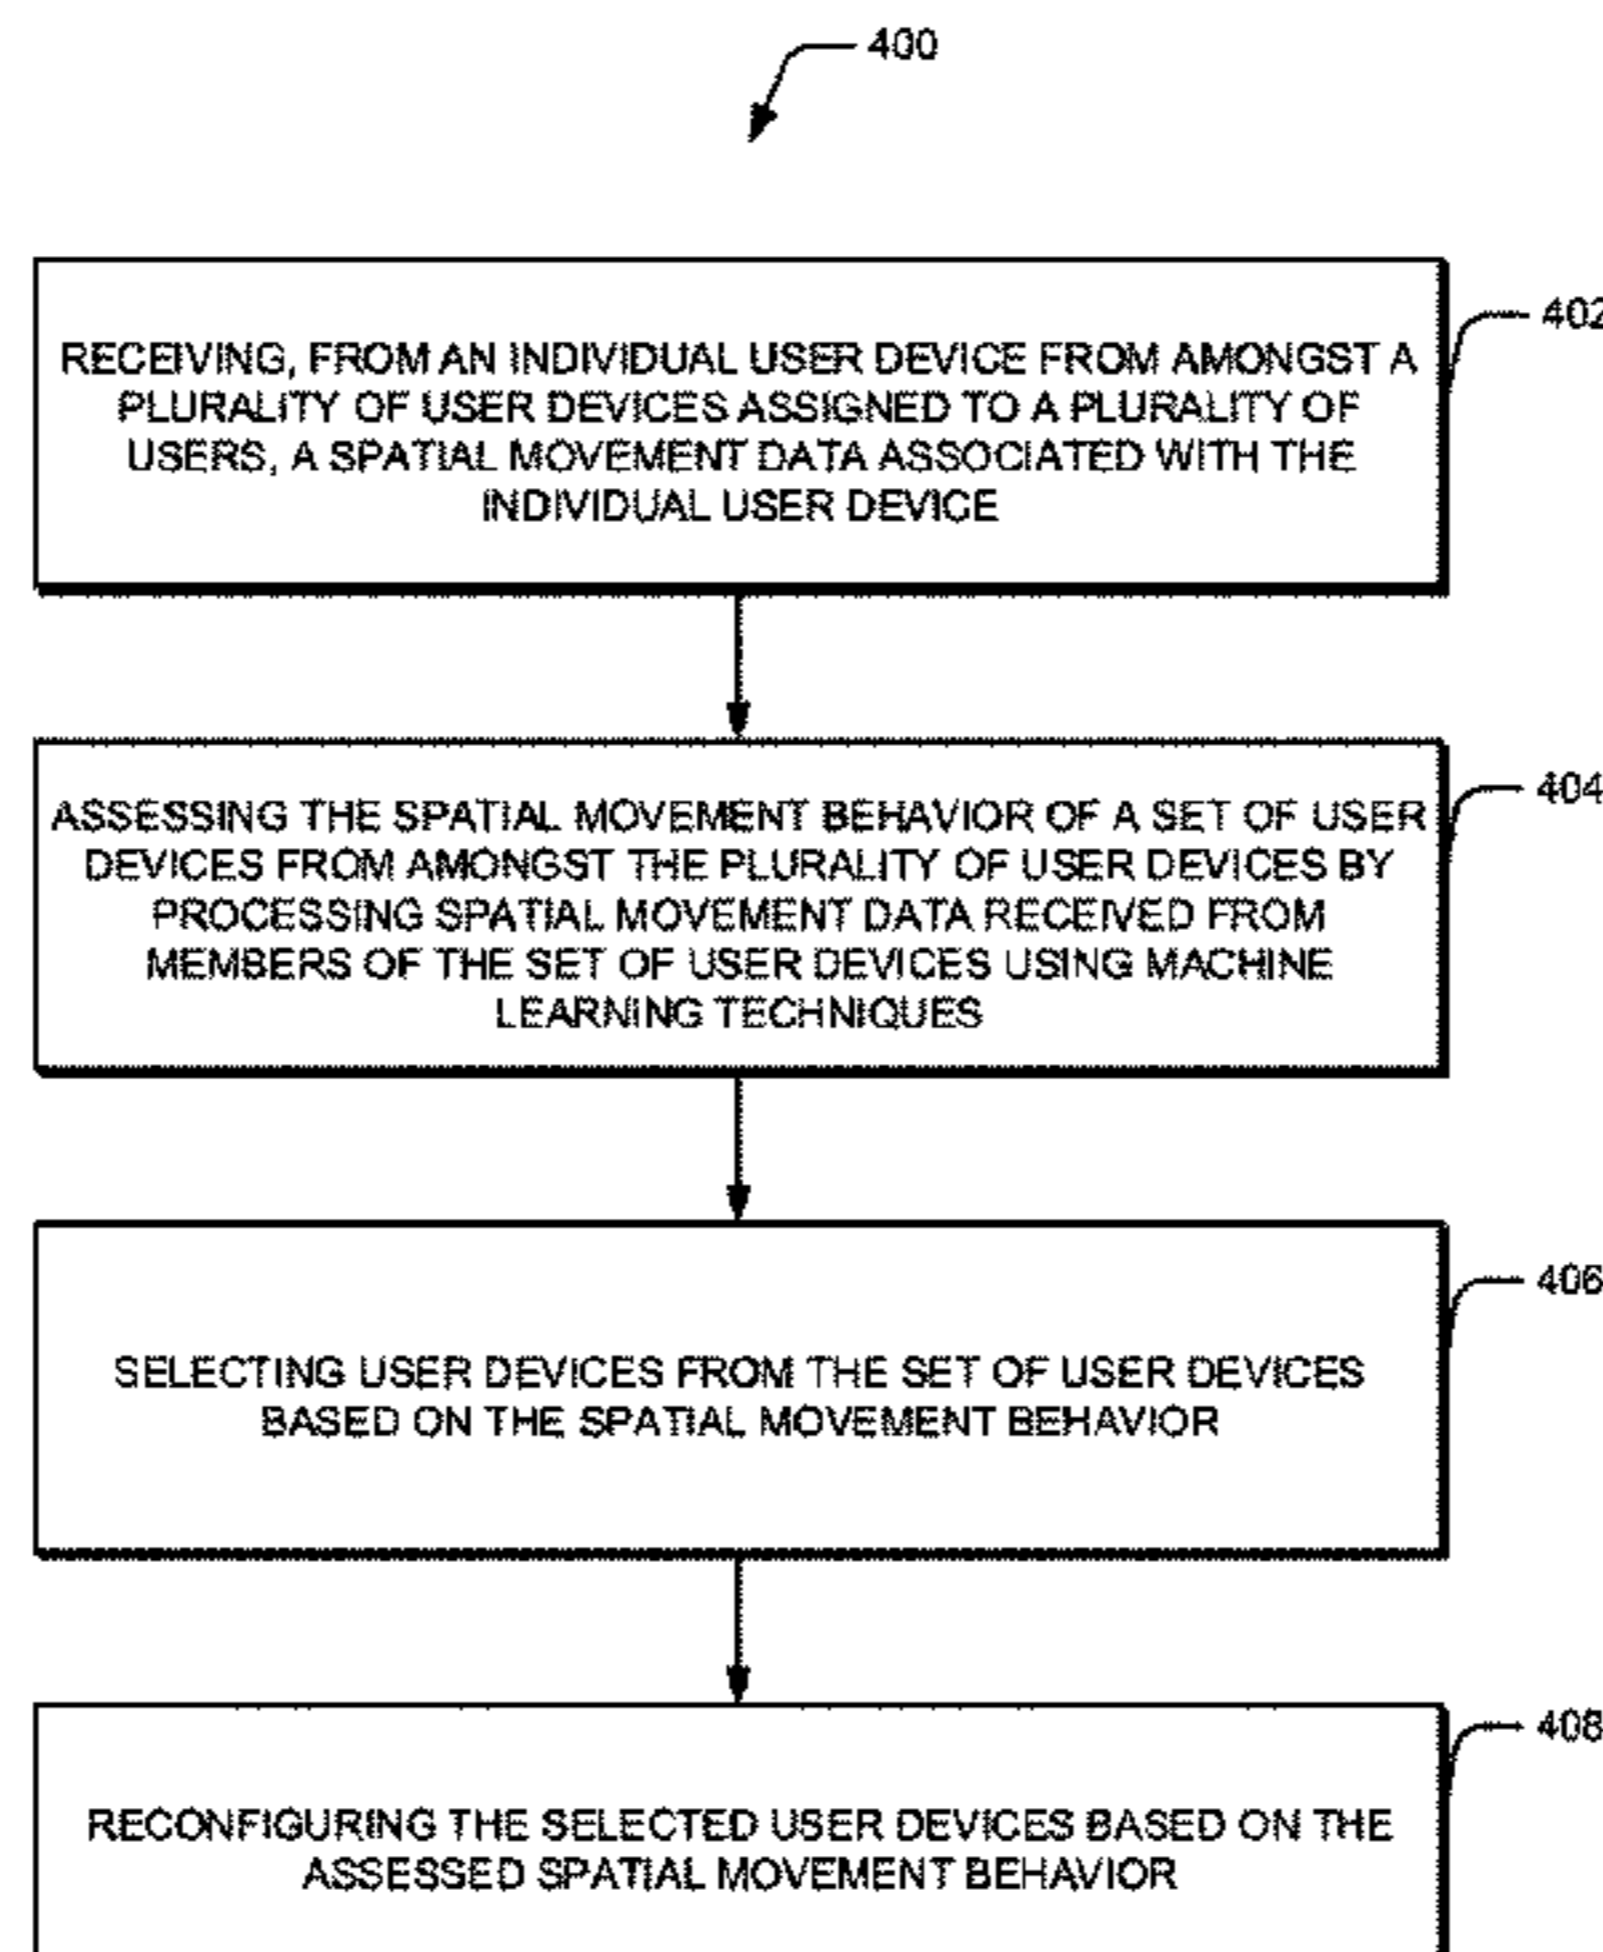 400
402
RECEIVING, FROM AN INDIVIDUAL USER DEVICE FROM AMONGST A
PLURALITY OF USER DEVICES ASSIGNED TO A PLURALITY OF
USERS, A SPATIAL MOVEMENT DATA ASSOCIATED WITH THE
INDIVIDUAL USER DEVICE
404
ASSESSING THE SPATIAL MOVEMENT BEHAVIOR OF A SET OF USER
DEVICES FROM AMONGST THE PLURALITY OF USER DEVICES BY
PROCESSING SPATIAL MOVEMENT DATA RECEIVED FROM
MEMBERS OF THE SET OF USER DEVICES USING MACHINE
LEARNING TECHNIQUES
406
SELECTING USER DEVICES FROM THE SET OF USER DEVICES
BASED ON THE SPATIAL MOVEMENT BEHAVIOR
408
RECONFIGURING THE SELECTED USER DEVICES BASED ON THE
ASSESSED SPATIAL MOVEMENT BEHAVIOR